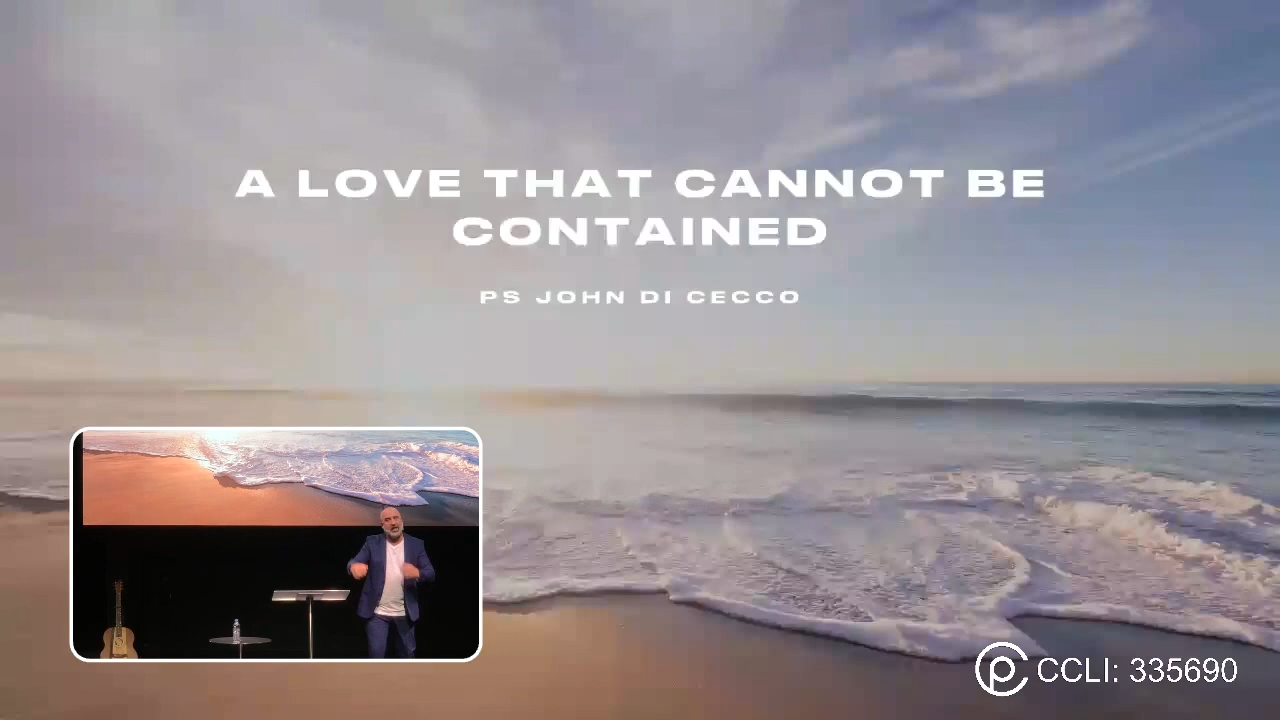 A LOVE THAT CANNOT BE
CONTAINED
PS JOHN DI CECCO
CCLI: 335690